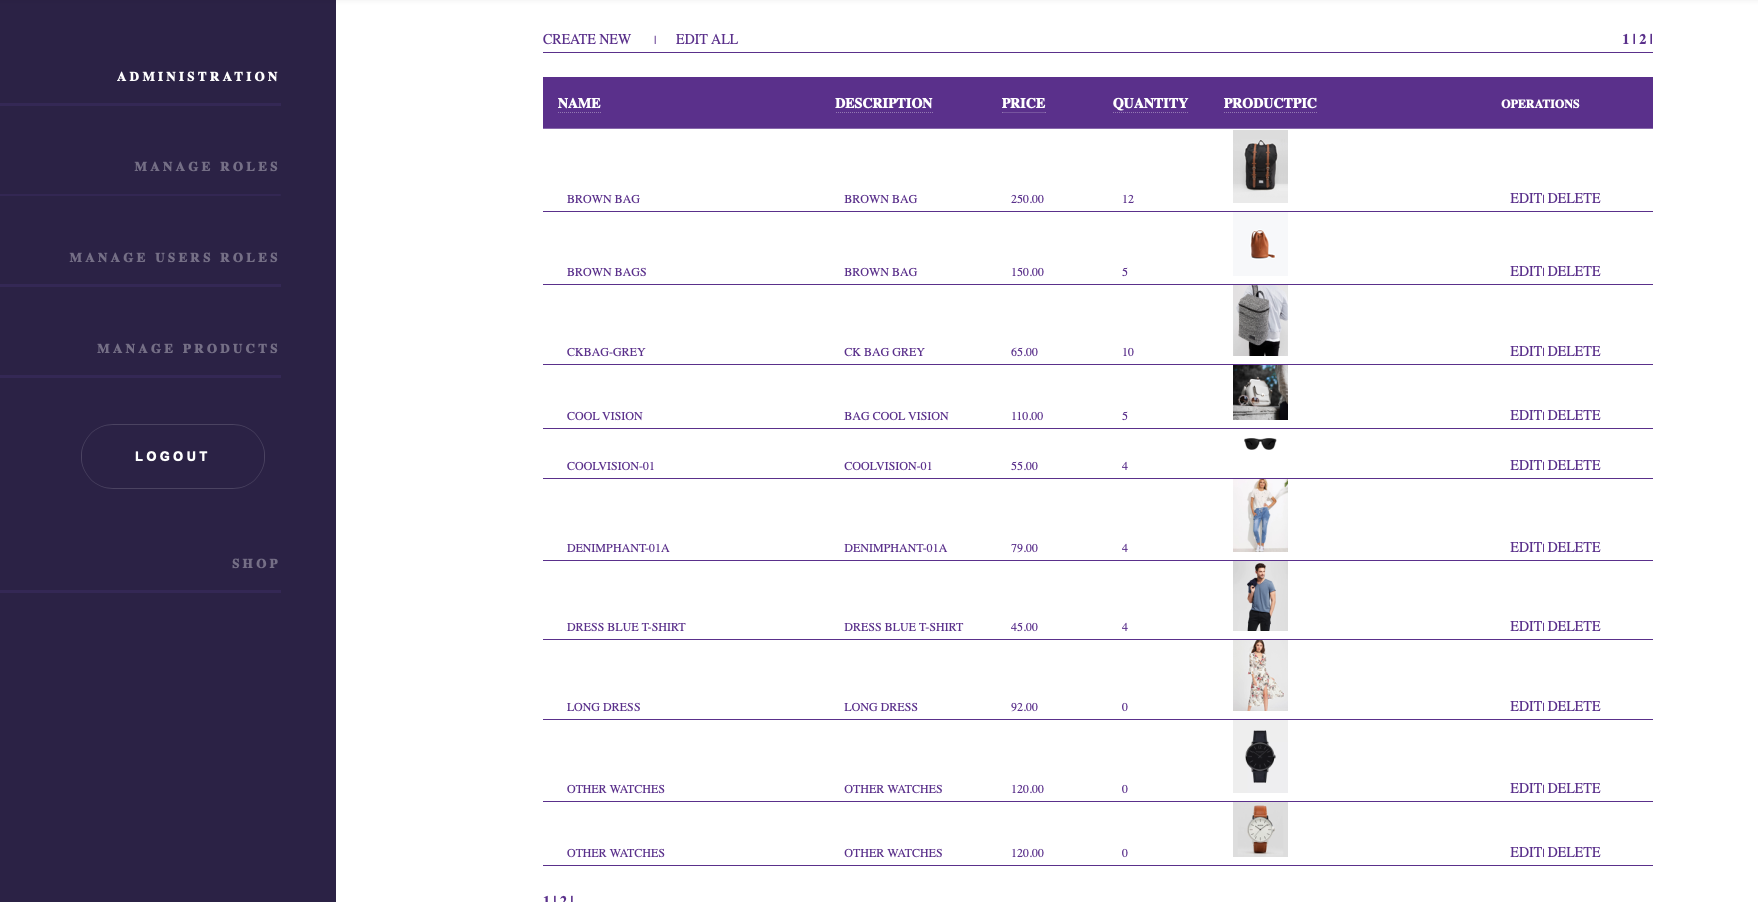 ADMINISTRATION
MANAGE ROLES
MANAGE USERS ROLES
MANAGE PRODUCTS
LOGOUT
SHOP
CREATE NEW | EDIT ALL 1 | 2 |
NAME DESCRIPTION PRICE QUANTITY PRODUCTPIC OPERATIONS
BROWN BAG BROWN BAG 250.00 12 EDIT| DELETE
BROWN BAGS BROWN BAG 150.00 5 EDIT| DELETE
CKBAG-GREY CK BAG GREY 65.00 10 EDIT| DELETE
COOL VISION BAG COOL VISION 110.00 5 EDIT| DELETE
COOLVISION-01 COOLVISION-01 55.00 4 EDIT| DELETE
DENIMPHANT-01A DENIMPHANT-01A 79.00 4 EDIT| DELETE
DRESS BLUE T-SHIRT DRESS BLUE T-SHIRT 45.00 4 EDIT| DELETE
LONG DRESS LONG DRESS 92.00 0 EDIT| DELETE
OTHER WATCHES OTHER WATCHES 120.00 0 EDIT| DELETE
OTHER WATCHES OTHER WATCHES 120.00 0 EDIT| DELETE
1 | 2 |